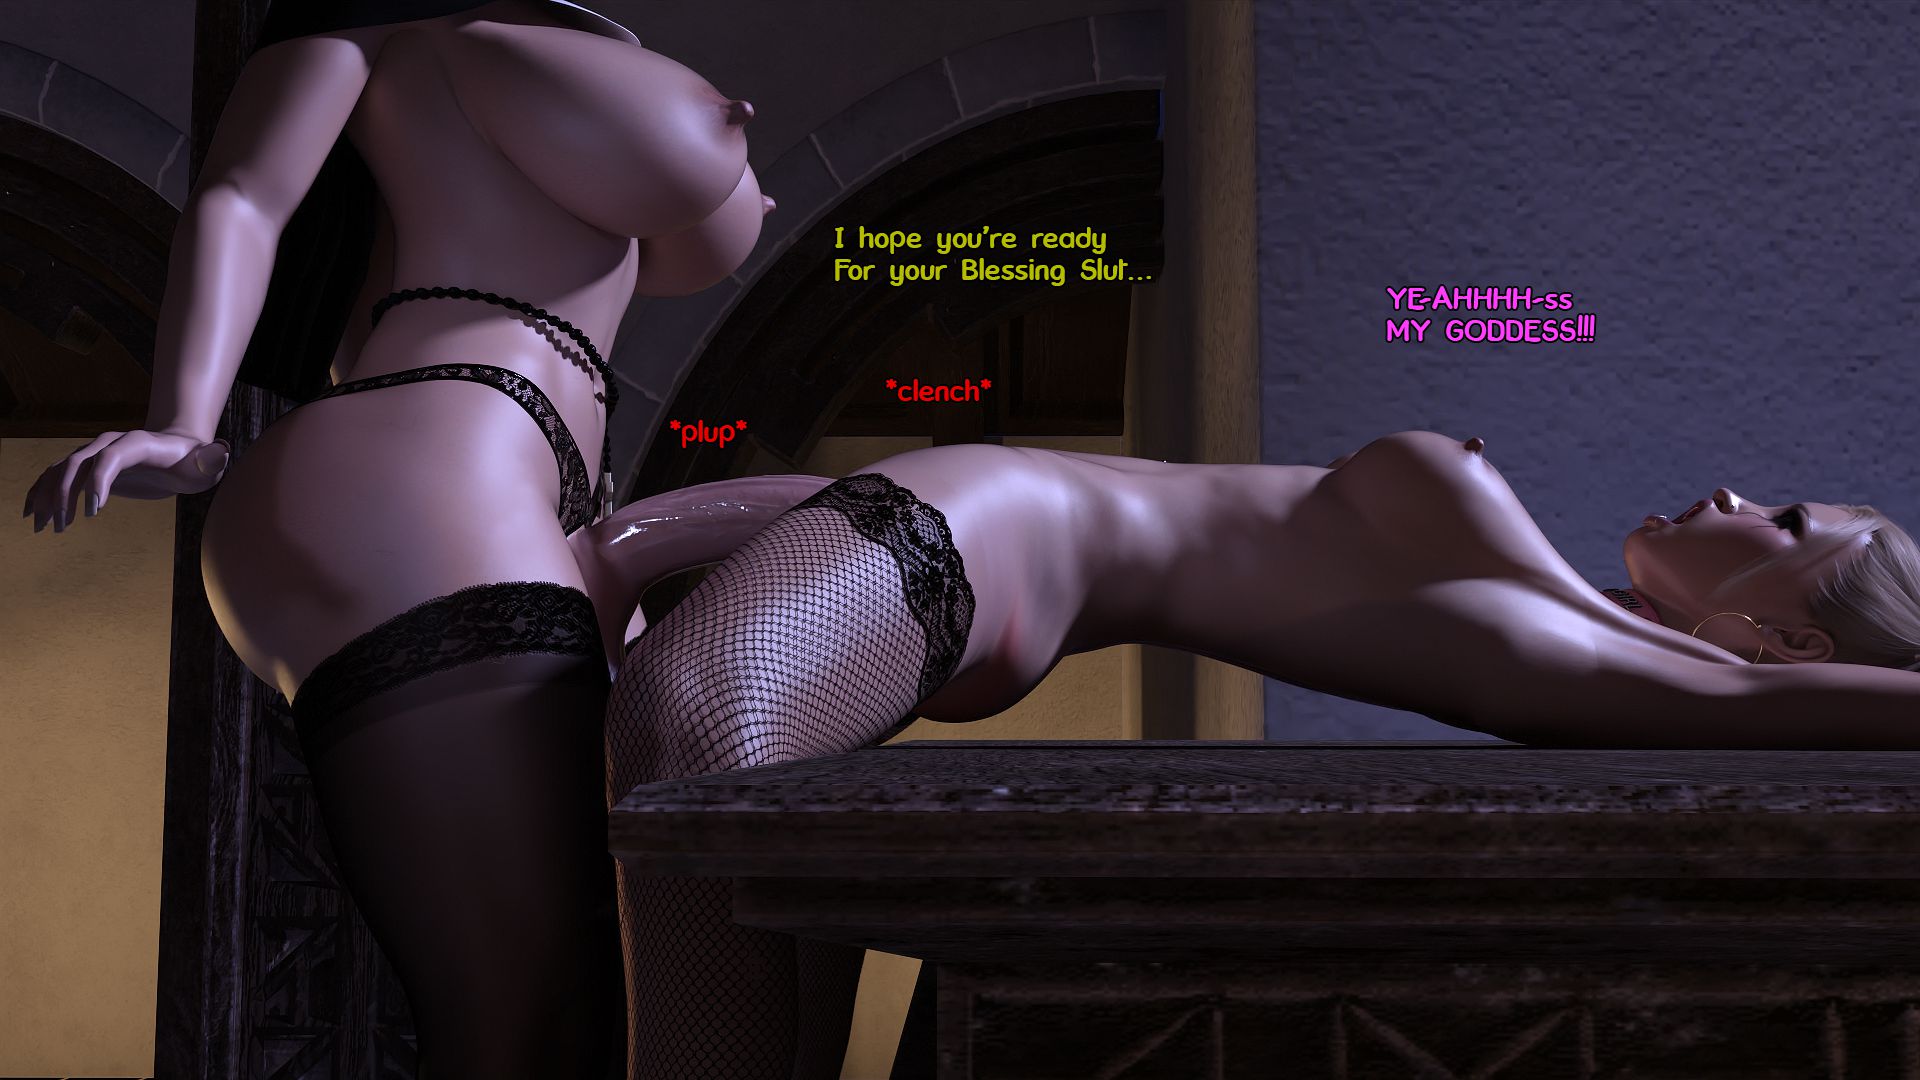 I hope you're ready
For your Blessing Slut...
YE-AHHHH-ss
MY GODDESS!!!
*clench*
*plup*